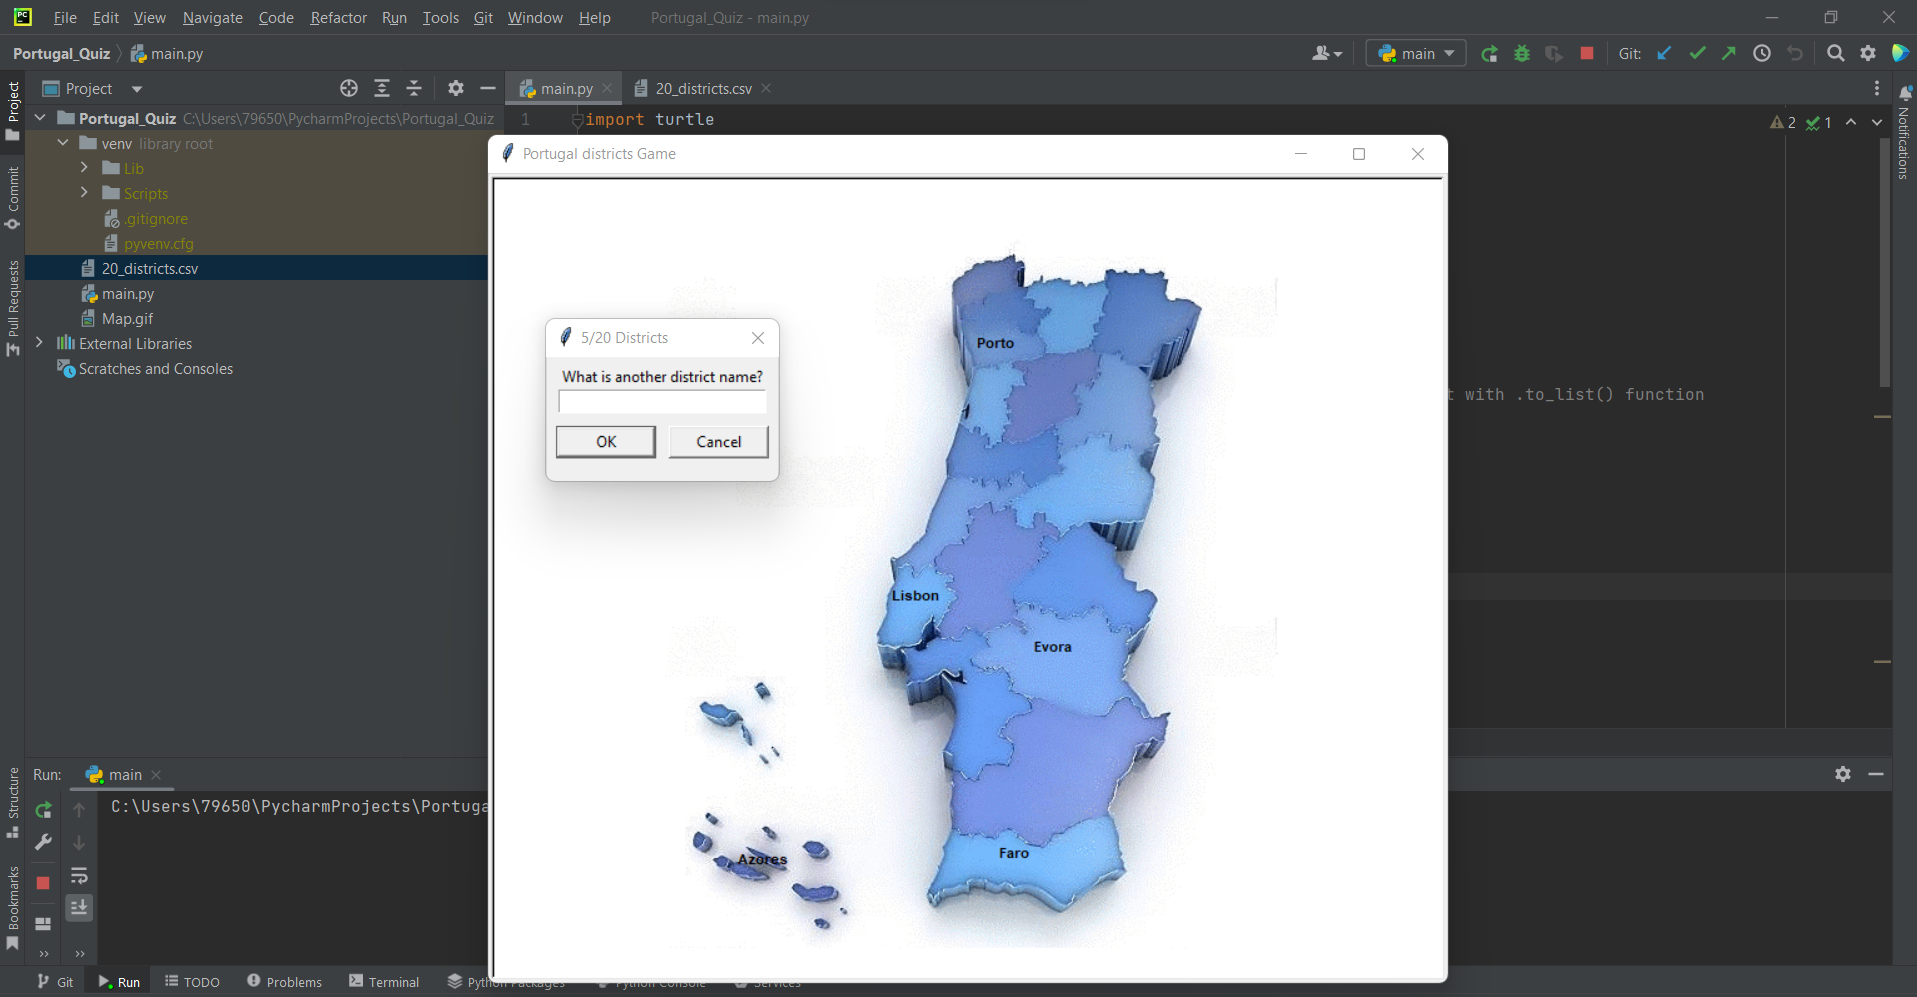 PC File Edit View Navigate Code Refactor Run Tools Git Window Help Portugal_Quiz - main.py
Portugal_Quiz main.py main Git:
Project main.py 20_districts.csv
Project
Commit
Pull Requests
Portugal_Quiz C:\Users\79650\PycharmProjects\Portugal_Quiz
venv library root
Lib
Scripts
.gitignore
pyvenv.cfg
20_districts.csv
main.py
Map.gif
External Libraries
Scratches and Consoles
1 import turtle
2 1
Notifications
t with .to_list() function
Portugal districts Game
5/20 Districts
What is another district name?
OK Cancel
Porto
Lisbon
Evora
Azores
Faro
Structure
Bookmarks
Run: main
C:\Users\79650\PycharmProjects\Portuga
Git Run TODO Problems Terminal Python Packages Python Console Services